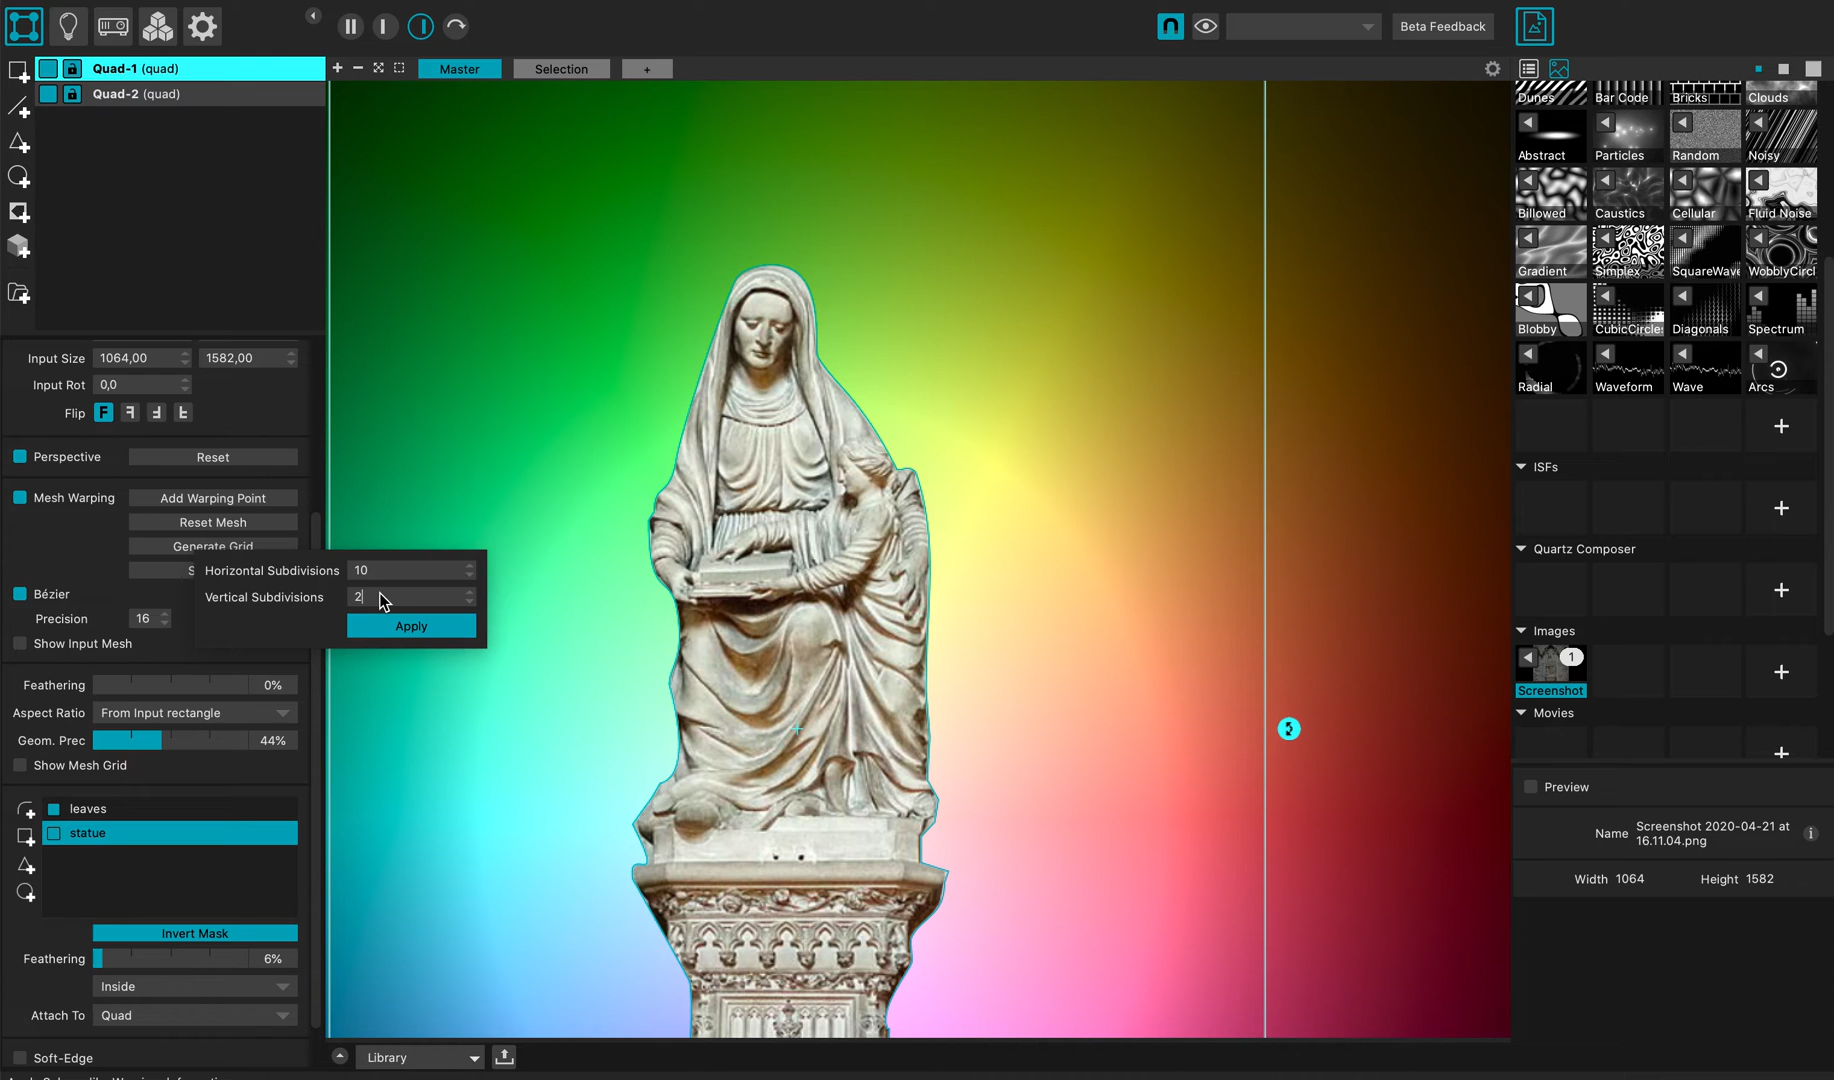 Beta Feedback
Quad-1 (quad)
Quad-2 (quad)
Master
Selection
+
Dunes
Bar Code
Bricks
Clouds
Abstract
Particles
Random
Noisy
Billowed
Caustics
Cellular
Fluid Noise
Gradient
Simplex
SquareWave
WobblyCircl
Blobby
CubicCircles
Diagonals
Spectrum
Radial
Waveform
Wave
Arcs
ISFs
Quartz Composer
Images
1
Screenshot
Movies
Input Size 1064,00 1582,00
Input Rot 0,0
Flip F
Perspective Reset
Mesh Warping Add Warping Point
Reset Mesh
Generate Grid
S
Horizontal Subdivisions 10
Vertical Subdivisions 2
Apply
Bézier
Precision 16
Show Input Mesh
Feathering 0%
Aspect Ratio From Input rectangle
Geom. Prec 44%
Show Mesh Grid
leaves
statue
Invert Mask
Feathering 6%
Inside
Attach To Quad
Soft-Edge
Library
Preview
Name Screenshot 2020-04-21 at
16.11.04.png
Width 1064 Height 1582